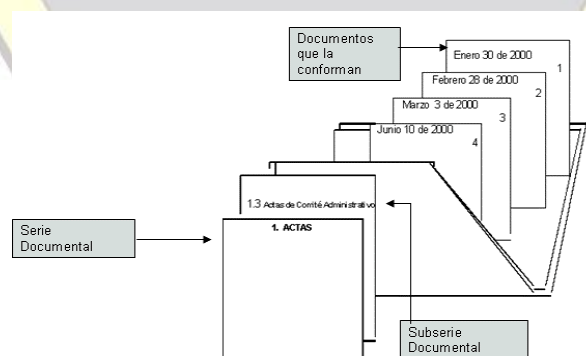 Documentos
que la
conforman
Enero 30 de 2000
1
Febrero 28 de 2000
2
Marzo 3 de 2000
3
Junio 10 de 2000
4
1.3 Actas de Comité Administrativo
1. ACTAS
Serie
Documental
Subserie
Documental